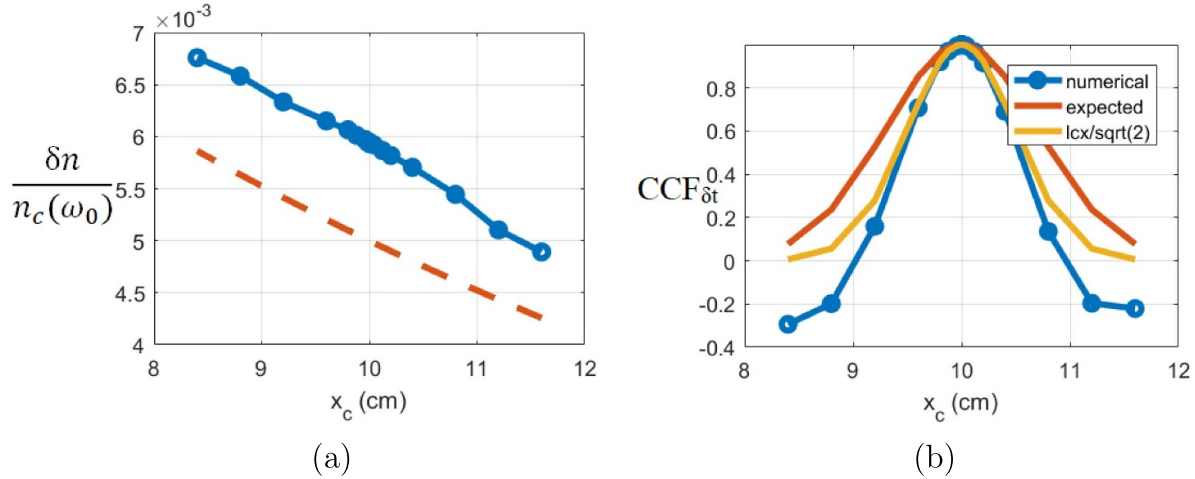 ×10⁻³
7
6.5
6
5.5
5
4.5
4
8 9 10 11 12
x_c (cm)
δn
n_c(ω₀)
(a)
0.8
0.6
0.4
0.2
0
-0.2
-0.4
8 9 10 11 12
x_c (cm)
CCF_δt
numerical
expected
lcx/sqrt(2)
(b)